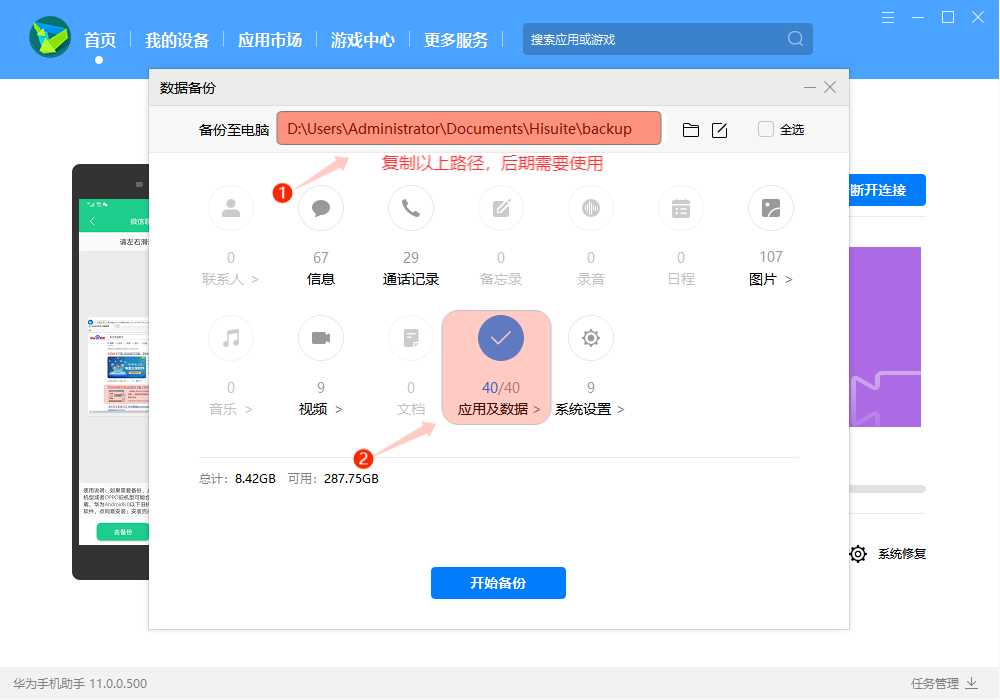 首页 我的设备 应用市场 游戏中心 更多服务 搜索应用或游戏
数据备份
备份至电脑 D:\Users\Administrator\Documents\Hisuite\backup 全选
复制以上路径，后期需要使用
1
0 67 29 0 0 0 107
联系人 > 信息 通话记录 备忘录 录音 日程 图片 >
0 9 0 40/40 9
音乐 > 视频 > 文档 应用及数据 > 系统设置 >
2
总计： 8.42GB 可用： 287.75GB
开始备份
断开连接
系统修复
请左右滑
去备份
华为手机助手 11.0.0.500 任务管理